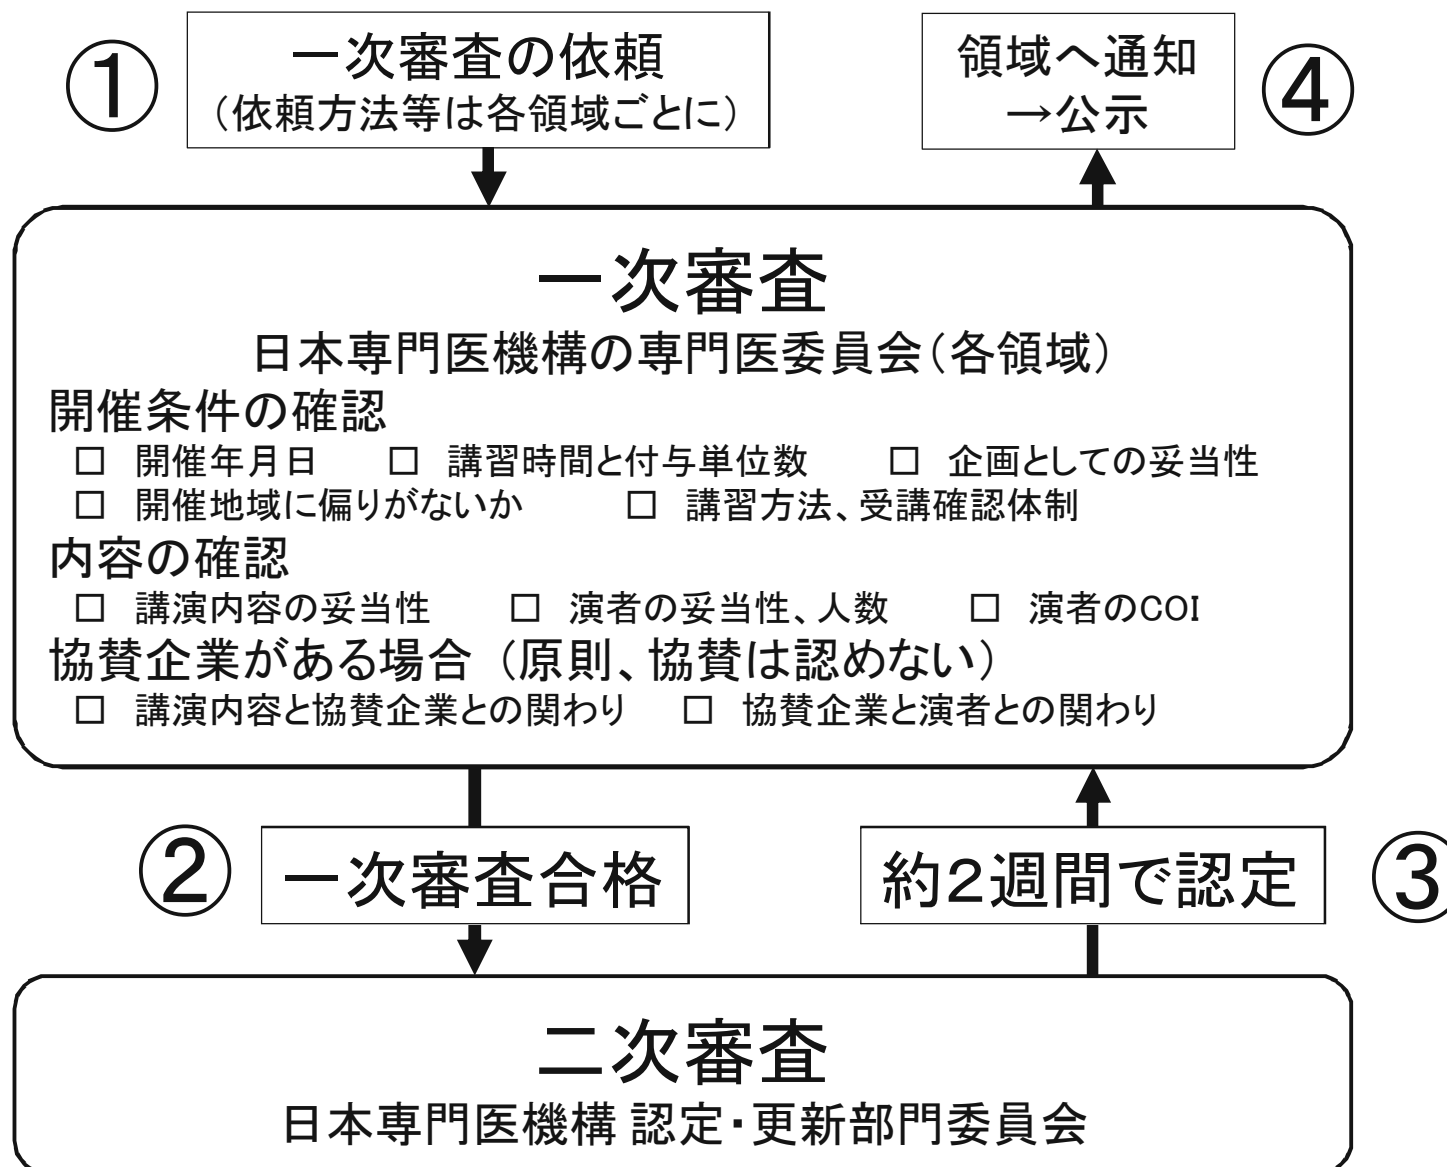 ①
一次審査の依頼
（依頼方法等は各領域ごとに）
領域へ通知
→公示
④
一次審査
日本専門医機構の専門医委員会（各領域）
開催条件の確認
□ 開催年月日 □ 講習時間と付与単位数 □ 企画としての妥当性
□ 開催地域に偏りがないか □ 講習方法、受講確認体制
内容の確認
□ 講演内容の妥当性 □ 演者の妥当性、人数 □ 演者のCOI
協賛企業がある場合（原則、協賛は認めない）
□ 講演内容と協賛企業との関わり □ 協賛企業と演者との関わり
②
一次審査合格
約２週間で認定
③
二次審査
日本専門医機構 認定・更新部門委員会